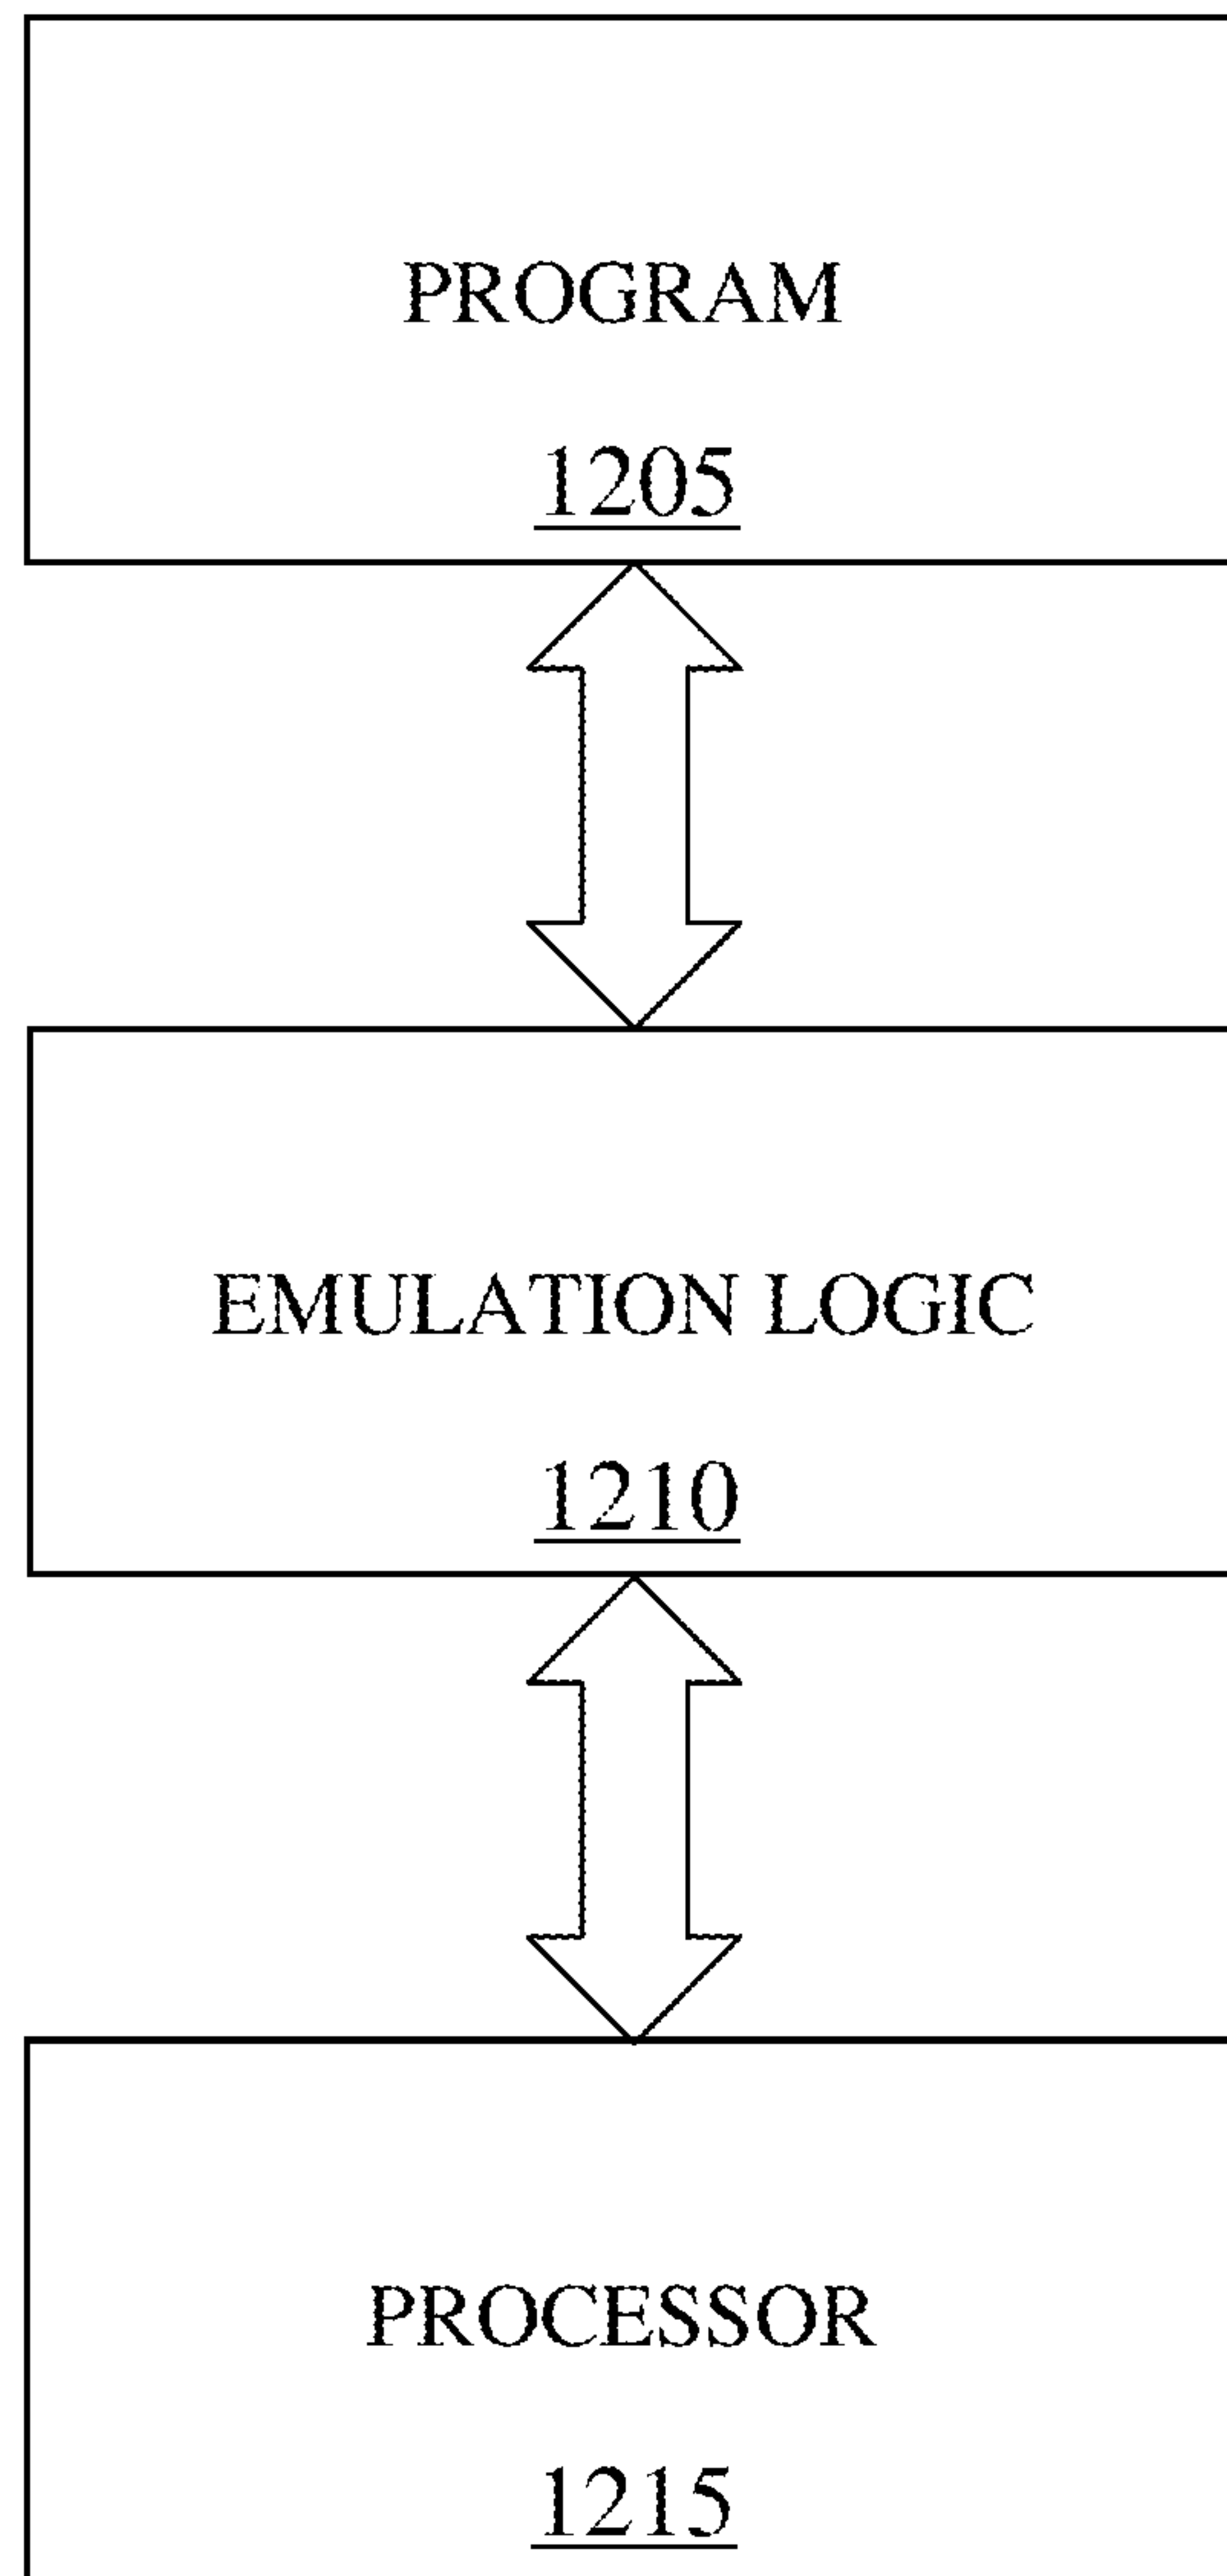 PROGRAM
1205
EMULATION LOGIC
1210
PROCESSOR
1215